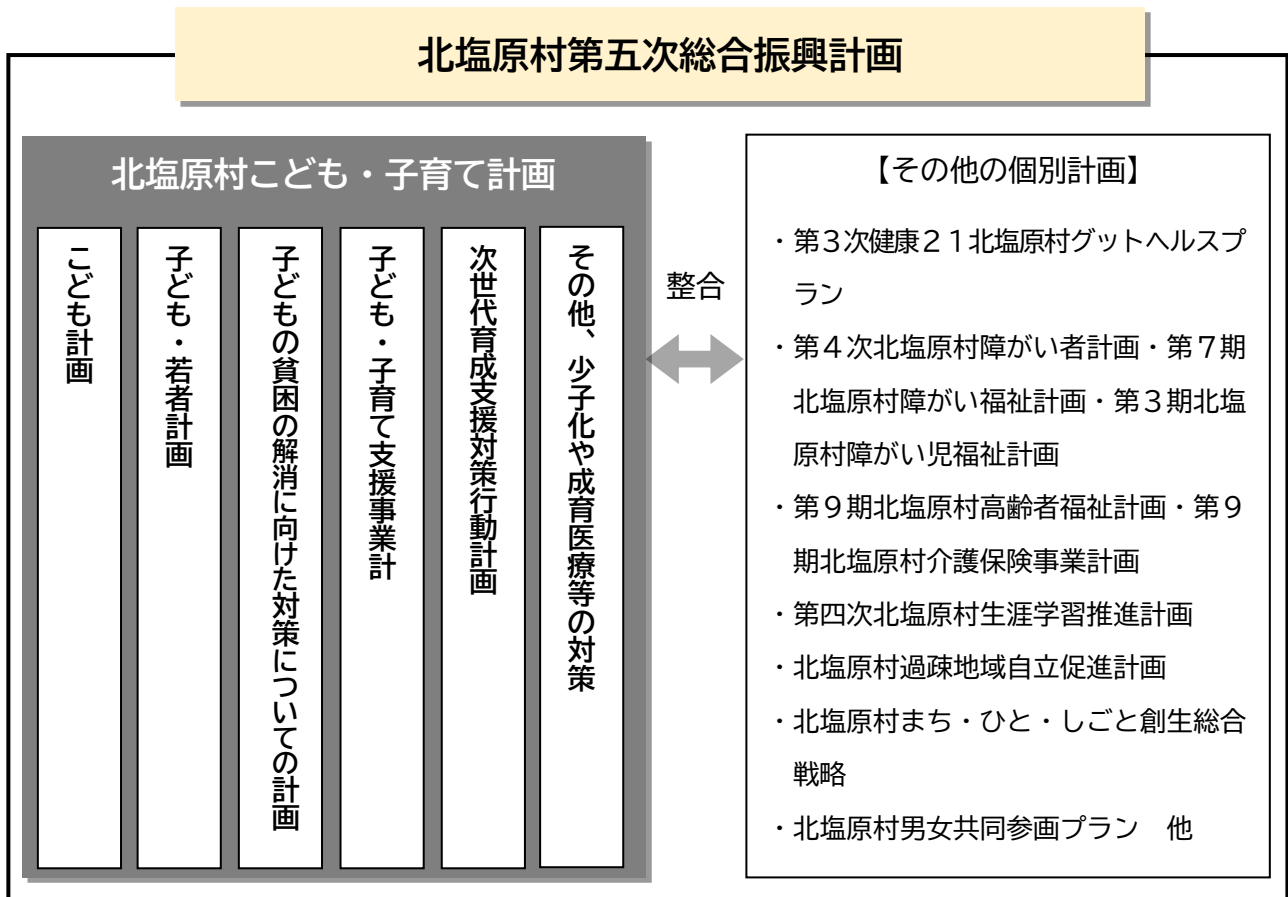 北塩原村第五次総合振興計画
北塩原村こども・子育て計画
こども計画
子ども・若者計画
子どもの貧困の解消に向けた対策についての計画
子ども・子育て支援事業計
次世代育成支援対策行動計画
その他、少子化や成育医療等の対策
整合
【その他の個別計画】
・第３次健康２１北塩原村グットヘルスプ
ラン
・第４次北塩原村障がい者計画・第７期
北塩原村障がい福祉計画・第３期北塩
原村障がい児福祉計画
・第９期北塩原村高齢者福祉計画・第９
期北塩原村介護保険事業計画
・第四次北塩原村生涯学習推進計画
・北塩原村過疎地域自立促進計画
・北塩原村まち・ひと・しごと創生総合
戦略
・北塩原村男女共同参画プラン　他